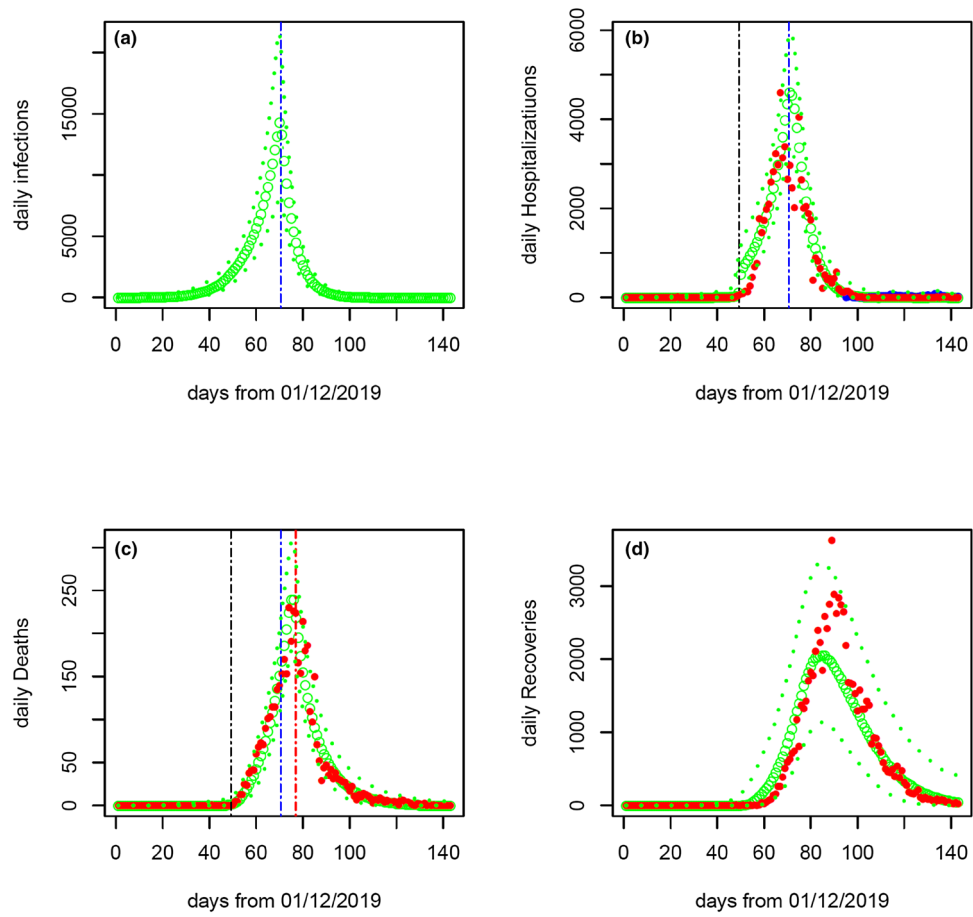 (a)
daily infections
15000
5000
0
0 20 40 60 80 100 140
days from 01/12/2019
(b)
daily Hospitalizatiuons
6000
4000
2000
0
0 20 40 60 80 100 140
days from 01/12/2019
(c)
daily Deaths
250
150
50
0
0 20 40 60 80 100 140
days from 01/12/2019
(d)
daily Recoveries
3000
2000
1000
0
0 20 40 60 80 100 140
days from 01/12/2019